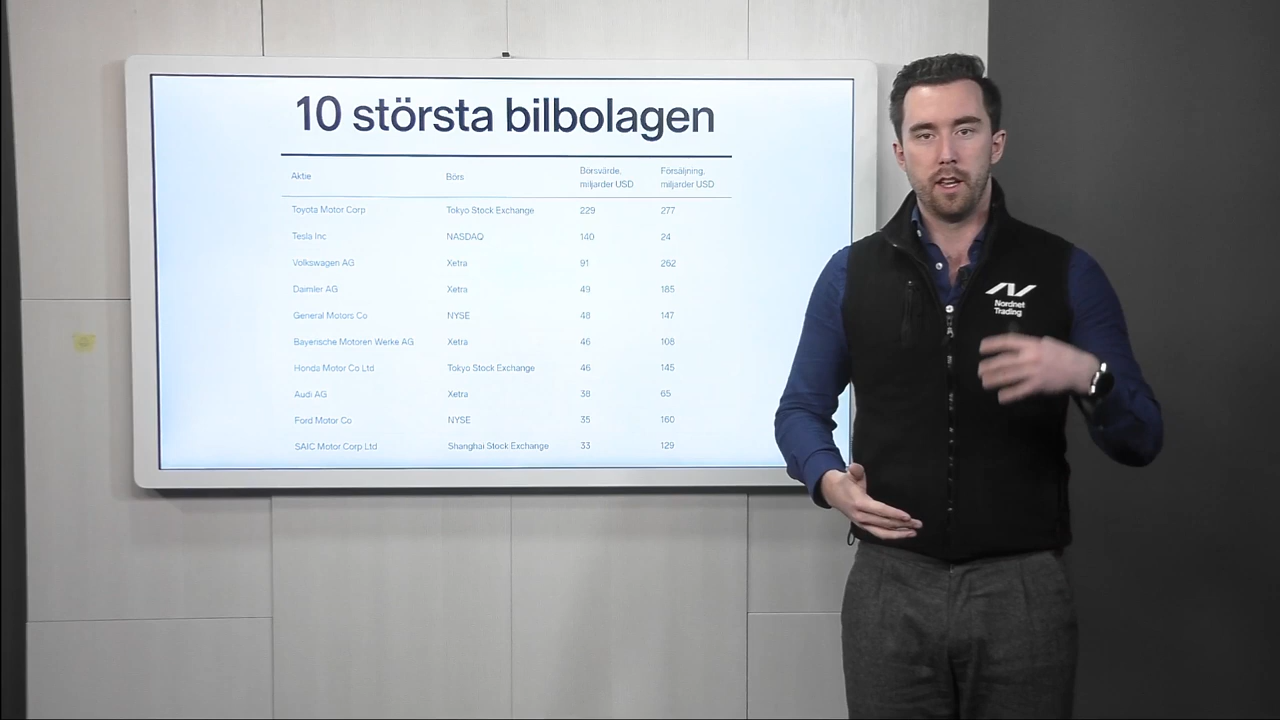 10 största bilbolagen
Aktie Börs Börsvärde, miljarder USD Försäljning, miljarder USD
Toyota Motor Corp Tokyo Stock Exchange 229 277
Tesla Inc NASDAQ 140 24
Volkswagen AG Xetra 91 262
Daimler AG Xetra 49 185
General Motors Co NYSE 48 147
Bayerische Motoren Werke AG Xetra 46 108
Honda Motor Co Ltd Tokyo Stock Exchange 46 145
Audi AG Xetra 38 65
Ford Motor Co NYSE 35 160
SAIC Motor Corp Ltd Shanghai Stock Exchange 33 129
Nordnet
Trading